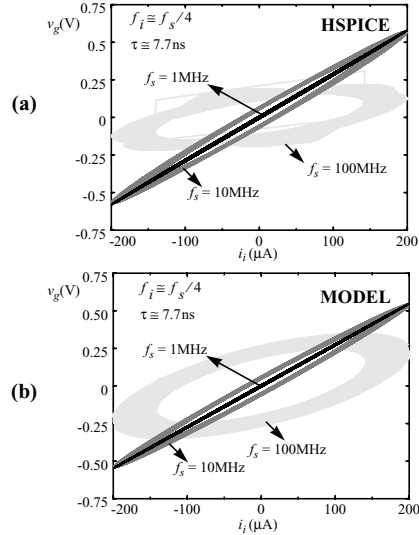 (a)
v_g(V)
0.75
0.50
0.25
0
-0.25
-0.5
-0.75
f_i ≅ f_s/4
τ ≅ 7.7ns
HSPICE
f_s = 1MHz
f_s = 100MHz
f_s = 10MHz
-200 -100 0 100 200
i_i (μA)
(b)
v_g(V)
0.75
0.50
0.25
0
-0.25
-0.50
-0.75
f_i ≅ f_s/4
τ ≅ 7.7ns
MODEL
f_s = 1MHz
f_s = 10MHz
f_s = 100MHz
-200 -100 0 100 200
i_i (μA)